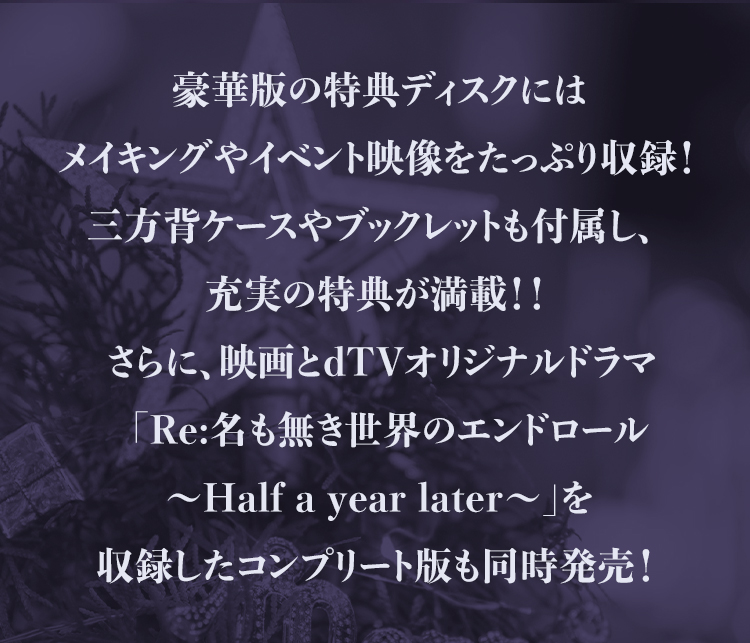 豪華版の特典ディスクには
メイキングやイベント映像をたっぷり収録！
三方背ケースやブックレットも付属し、
充実の特典が満載！！
さらに、映画とdTVオリジナルドラマ
「Re:名も無き世界のエンドロール
〜Half a year later〜」を
収録したコンプリート版も同時発売！